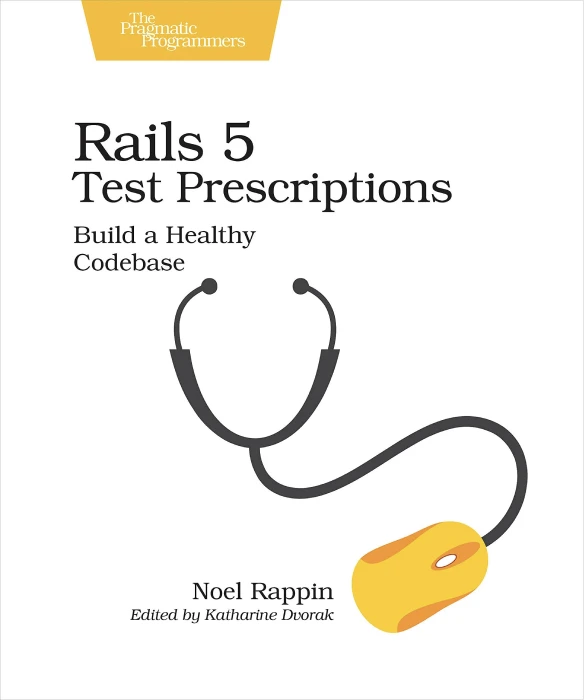 The
Pragmatic
Programmers
Rails 5
Test Prescriptions
Build a Healthy
Codebase
Noel Rappin
Edited by Katharine Dvorak